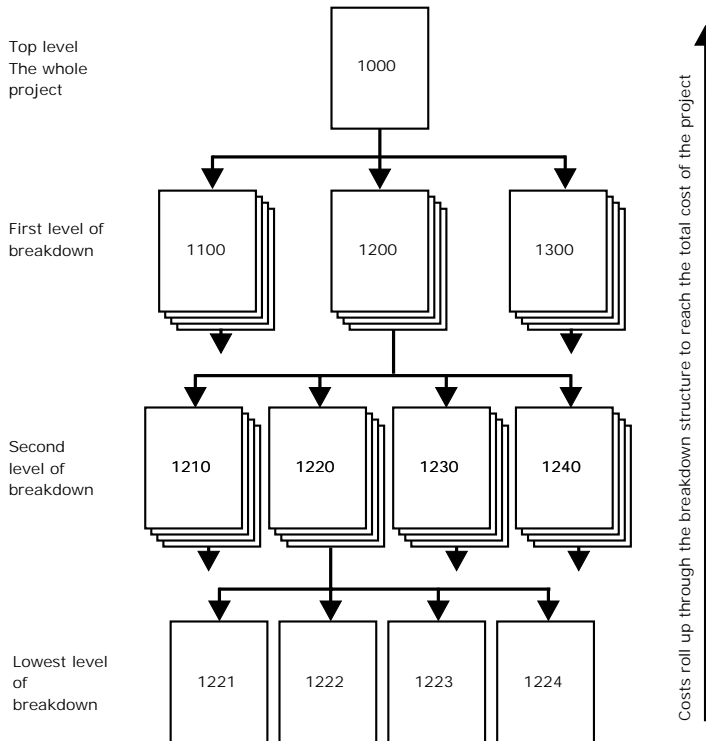 Top level
The whole
project
1000
First level of
breakdown
1100
1200
1300
Second
level of
breakdown
1210
1220
1230
1240
Lowest level
of
breakdown
1221
1222
1223
1224
Costs roll up through the breakdown structure to reach the total cost of the project